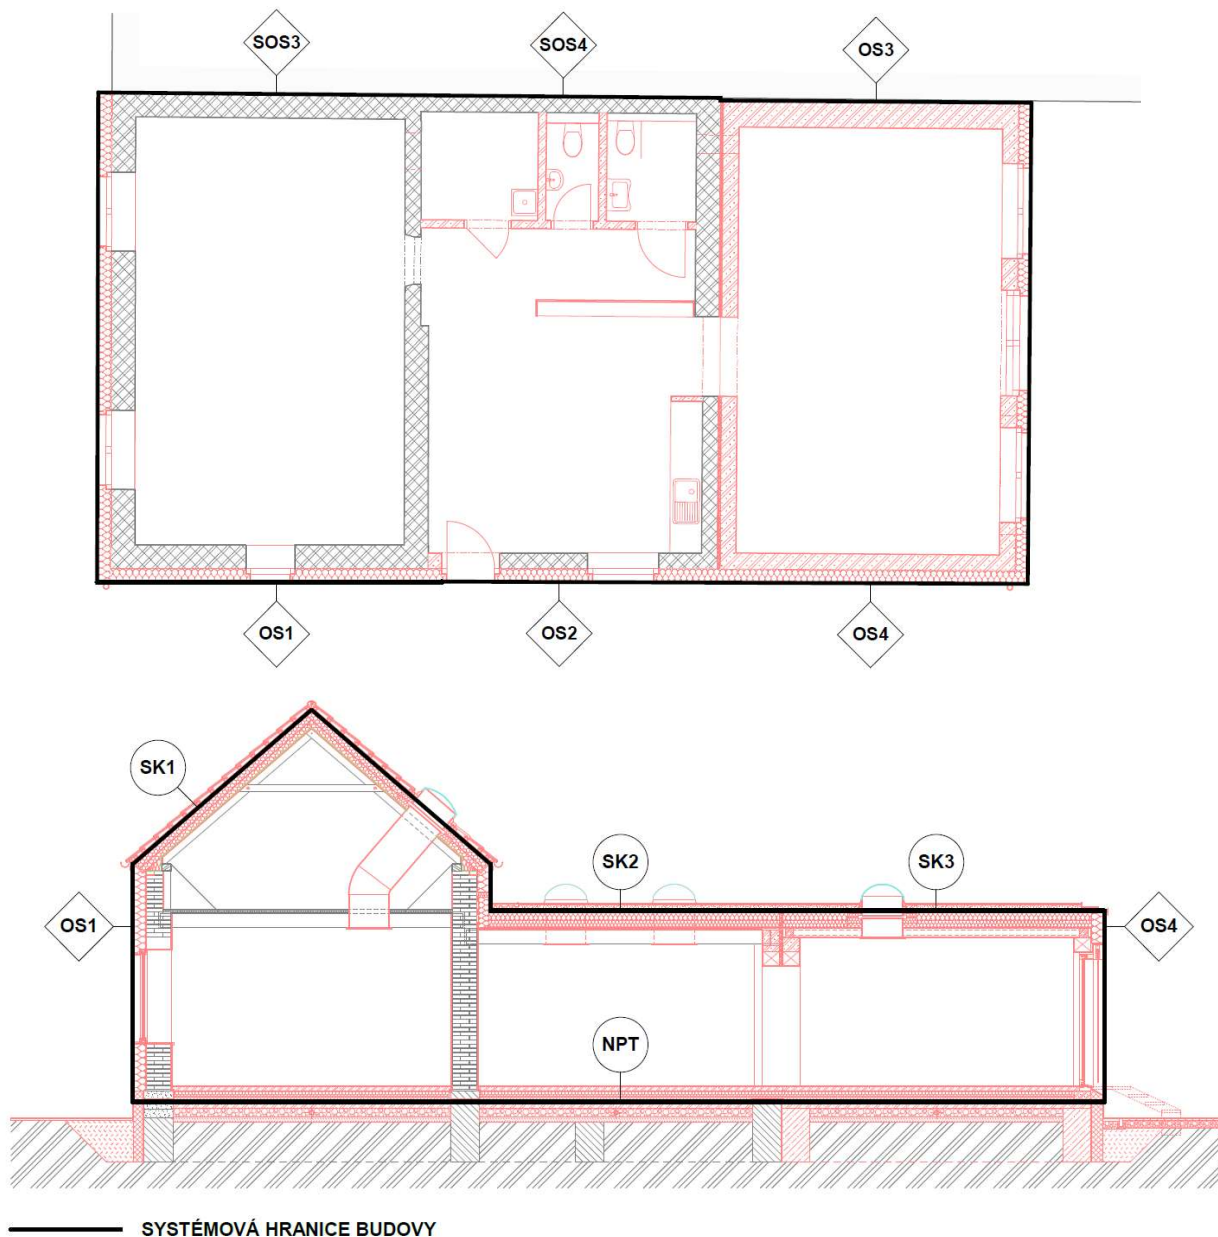 SOS3
SOS4
OS3
OS1
OS2
OS4
SK1
SK2
SK3
OS1
OS4
NPT
SYSTÉMOVÁ HRANICE BUDOVY